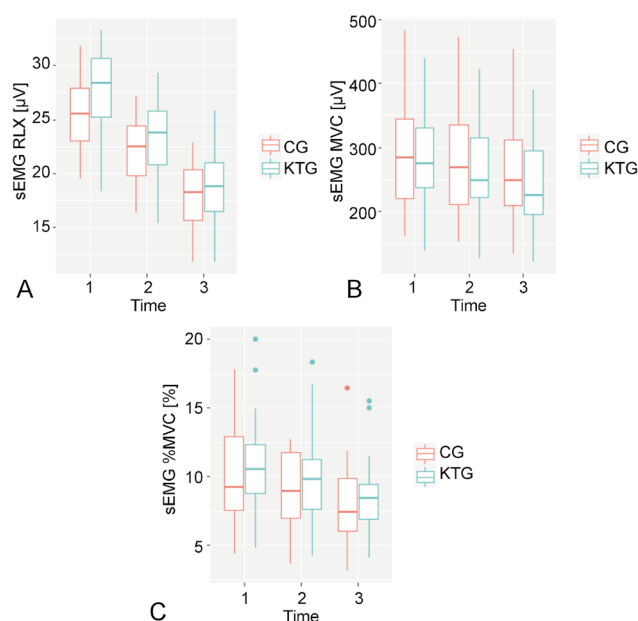 sEMG RLX [µV]
30
25
20
15
1 2 3
Time
A
CG
KTG
sEMG MVC [µV]
500
400
300
200
1 2 3
Time
B
CG
KTG
sEMG %MVC [%]
20
15
10
5
1 2 3
Time
C
CG
KTG